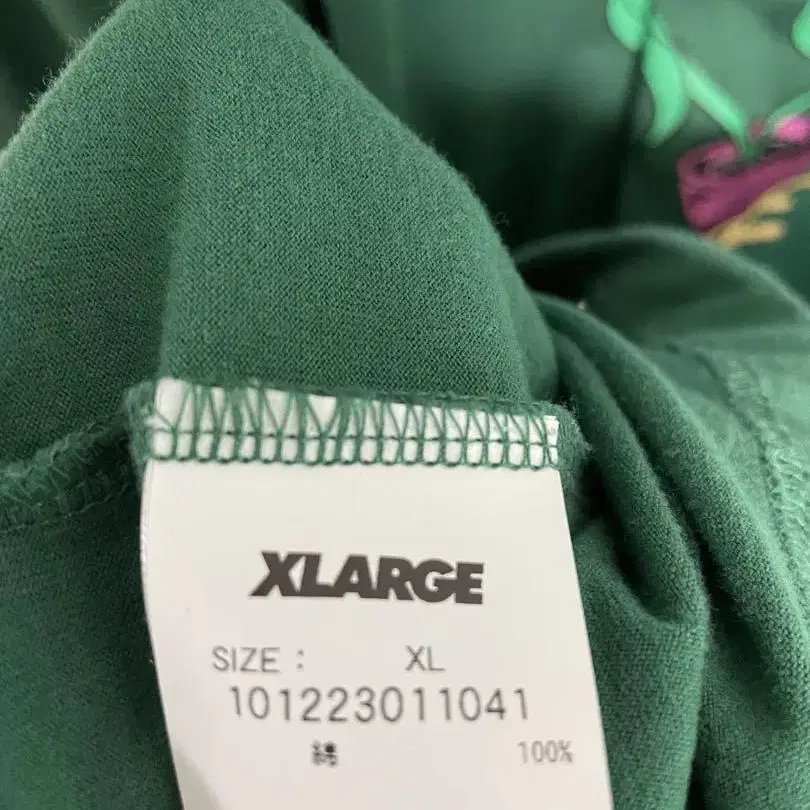 XLARGE
SIZE : XL
101223011041
綿 100%